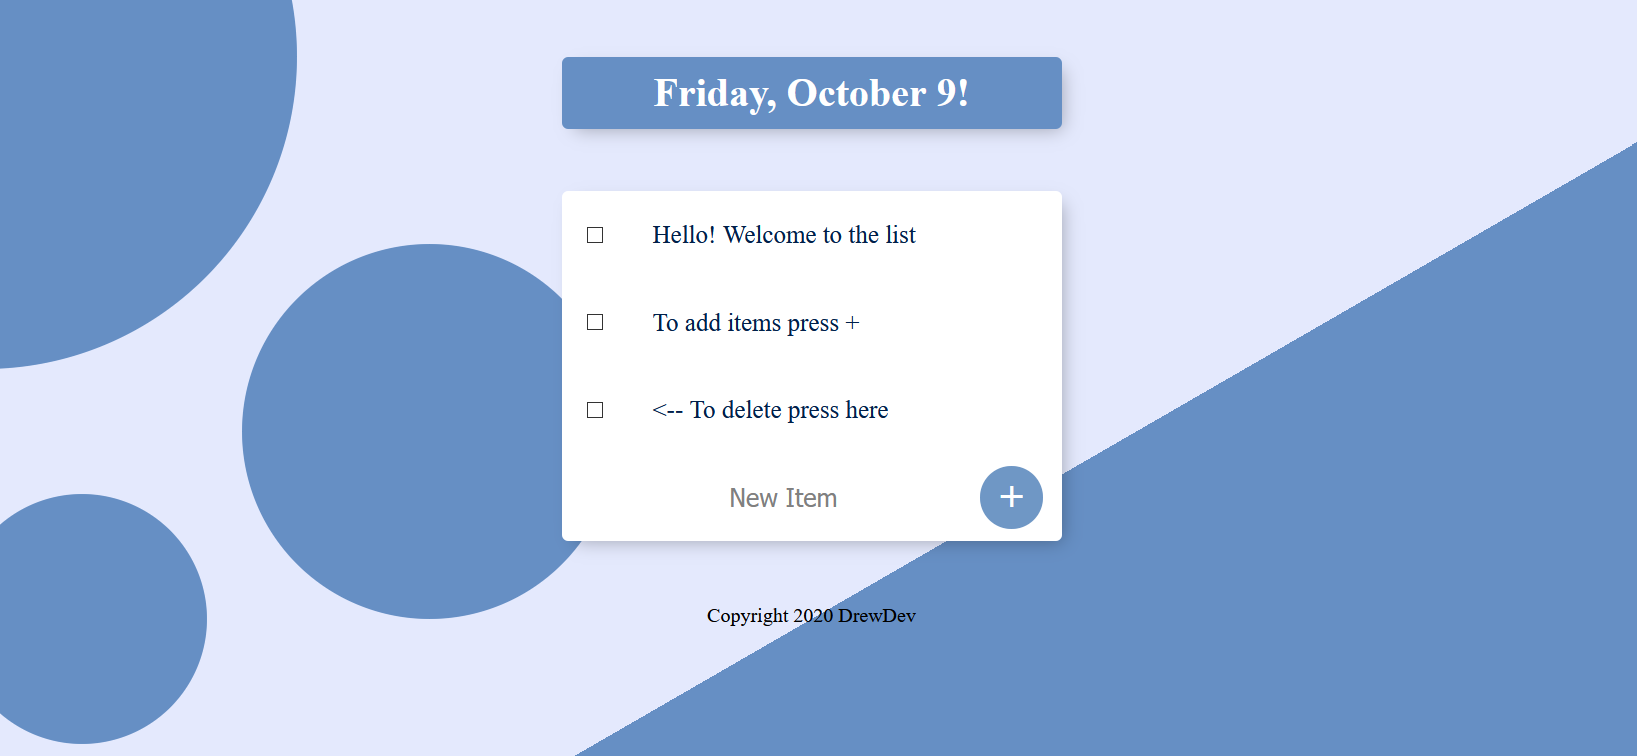 Friday, October 9!
Hello! Welcome to the list
To add items press +
<-- To delete press here
New Item
+
Copyright 2020 DrewDev